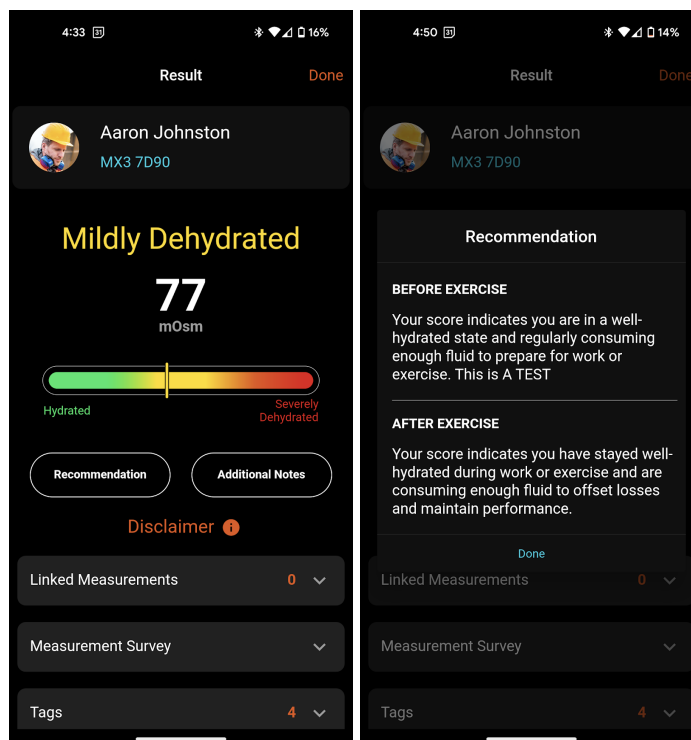 4:33 31 16%
Result Done
Aaron Johnston
MX3 7D90
Mildly Dehydrated
77
mOsm
Hydrated
Severely
Dehydrated
Recommendation Additional Notes
Disclaimer i
Linked Measurements 0
Measurement Survey
Tags 4
4:50 31 14%
Result Done
Aaron Johnston
MX3 7D90
Recommendation
BEFORE EXERCISE
Your score indicates you are in a well-
hydrated state and regularly consuming
enough fluid to prepare for work or
exercise. This is A TEST
AFTER EXERCISE
Your score indicates you have stayed well-
hydrated during work or exercise and are
consuming enough fluid to offset losses
and maintain performance.
Done
Linked Measurements 0
Measurement Survey
Tags 4